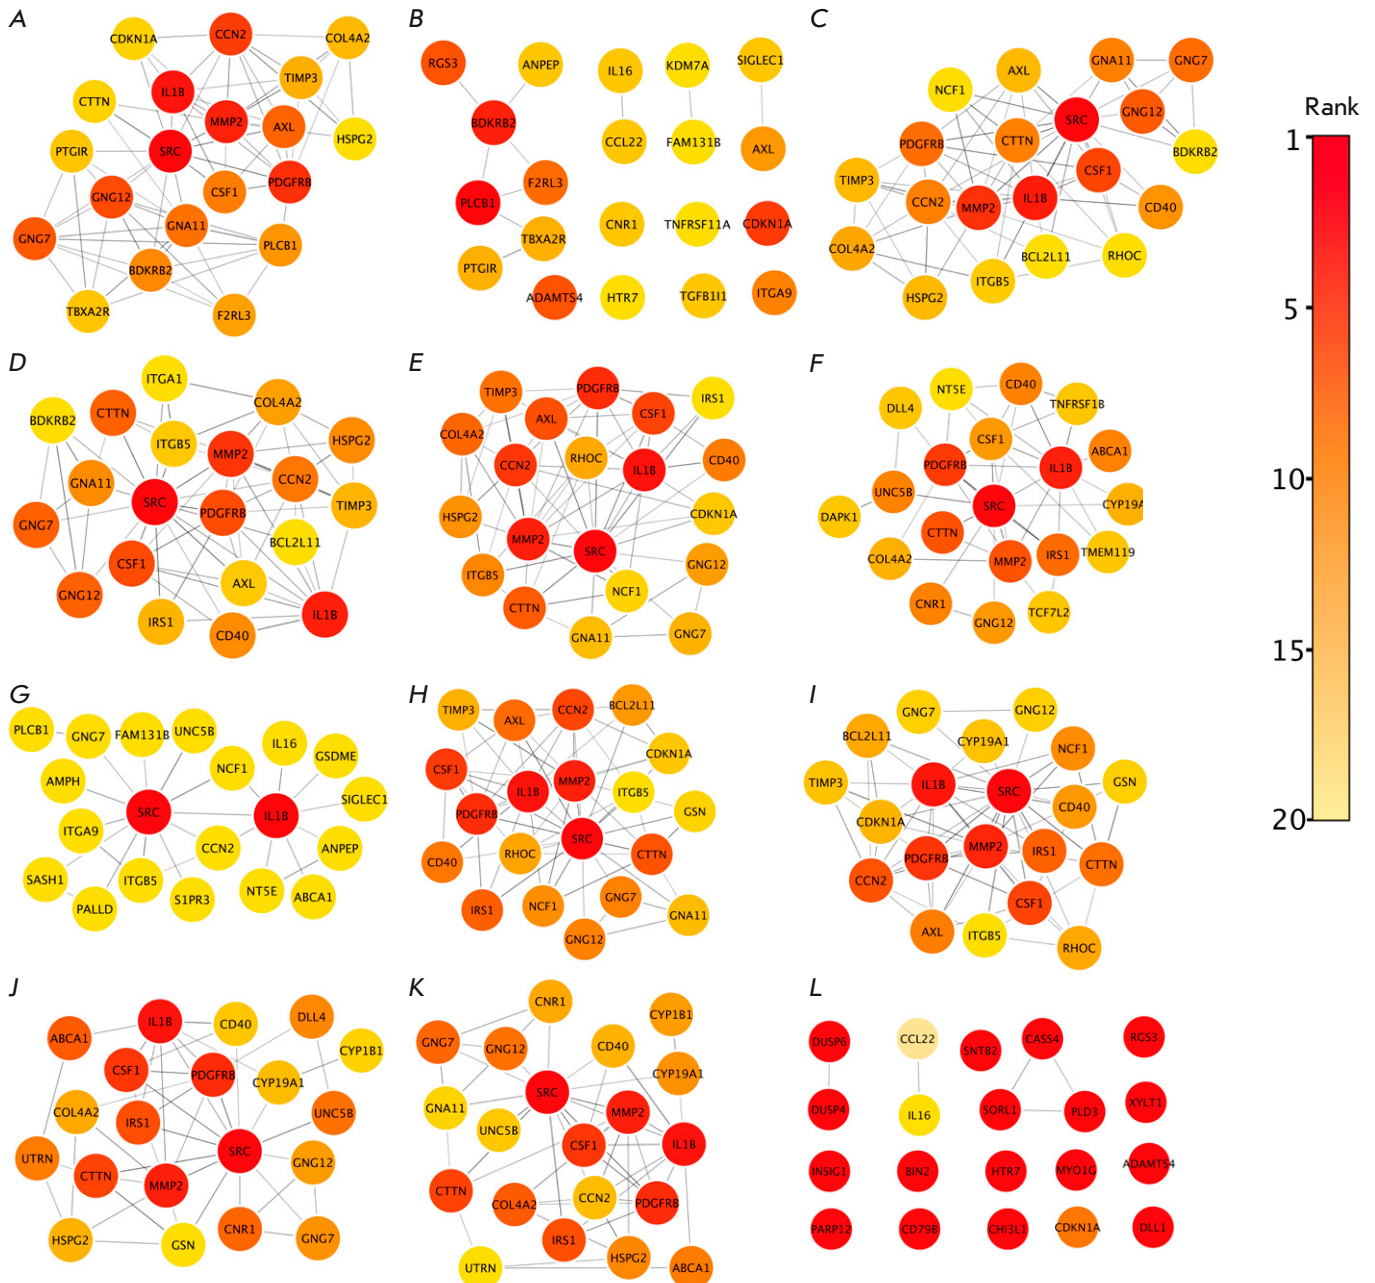 A
CDKN1A
CCN2
COL4A2
TIMP3
IL1B
CTTN
MMP2
AXL
HSPG2
PTGIR
SRC
PDGFRB
CSF1
GNG12
GNA11
GNG7
PLCB1
BDKRB2
TBXA2R
F2RL3
B
RGS3
ANPEP
IL16
KDM7A
SIGLEC1
BDKRB2
CCL22
FAM131B
AXL
F2RL3
PLCB1
CNR1
TNFRSF11A
CDKN1A
TBXA2R
PTGIR
ADAMTS4
HTR7
TGFB1I1
ITGA9
C
AXL
GNA11
GNG7
NCF1
GNG12
SRC
PDGFRB
CTTN
BDKRB2
CSF1
TIMP3
CCN2
MMP2
IL1B
CD40
COL4A2
BCL2L11
RHOC
ITGB5
HSPG2
Rank
1
5
10
15
20
D
ITGA1
COL4A2
BDKRB2
CTTN
ITGB5
MMP2
HSPG2
GNA11
CCN2
SRC
PDGFRB
TIMP3
GNG7
BCL2L11
CSF1
AXL
GNG12
IRS1
CD40
IL1B
E
TIMP3
PDGFRB
IRS1
AXL
CSF1
COL4A2
RHOC
CCN2
IL1B
CD40
HSPG2
CDKN1A
MMP2
SRC
ITGB5
GNG12
NCF1
CTTN
GNA11
GNG7
F
NT5E
CD40
DLL4
TNFRSF1B
CSF1
ABCA1
PDGFRB
IL1B
UNC5B
SRC
CYP19A
DAPK1
CTTN
COL4A2
MMP2
IRS1
TMEM119
CNR1
GNG12
TCF7L2
G
PLCB1
GNG7
FAM131B
UNC5B
IL16
GSDME
NCF1
AMPH
SIGLEC1
SRC
IL1B
ITGA9
CCN2
ANPEP
SASH1
ITGB5
NT5E
ABCA1
PALLD
S1PR3
H
TIMP3
AXL
CCN2
BCL2L11
CDKN1A
CSF1
IL1B
MMP2
ITGB5
PDGFRB
GSN
SRC
CD40
RHOC
CTTN
IRS1
NCF1
GNG7
GNA11
GNG12
I
GNG7
GNG12
BCL2L11
CYP19A1
NCF1
TIMP3
IL1B
SRC
GSN
CDKN1A
CD40
PDGFRB
MMP2
IRS1
CTTN
CCN2
CSF1
AXL
ITGB5
RHOC
J
IL1B
CD40
DLL4
ABCA1
CYP1B1
CSF1
PDGFRB
CYP19A1
COL4A2
IRS1
UNC5B
UTRN
SRC
GNG12
CTTN
MMP2
HSPG2
GSN
CNR1
GNG7
K
CNR1
CYP1B1
GNG7
GNG12
CD40
CYP19A1
SRC
GNA11
MMP2
UNC5B
CSF1
IL1B
CTTN
COL4A2
CCN2
PDGFRB
IRS1
HSPG2
UTRN
ABCA1
L
DUSP6
CCL22
SNTB2
CASS4
RGS3
DUSP4
IL16
SORL1
PLD3
XYLT1
INSIG1
BIN2
HTR7
MYO1G
ADAMTS4
PARP12
CD79B
CHI3L1
CDKN1A
DLL1